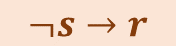 ¬s → r